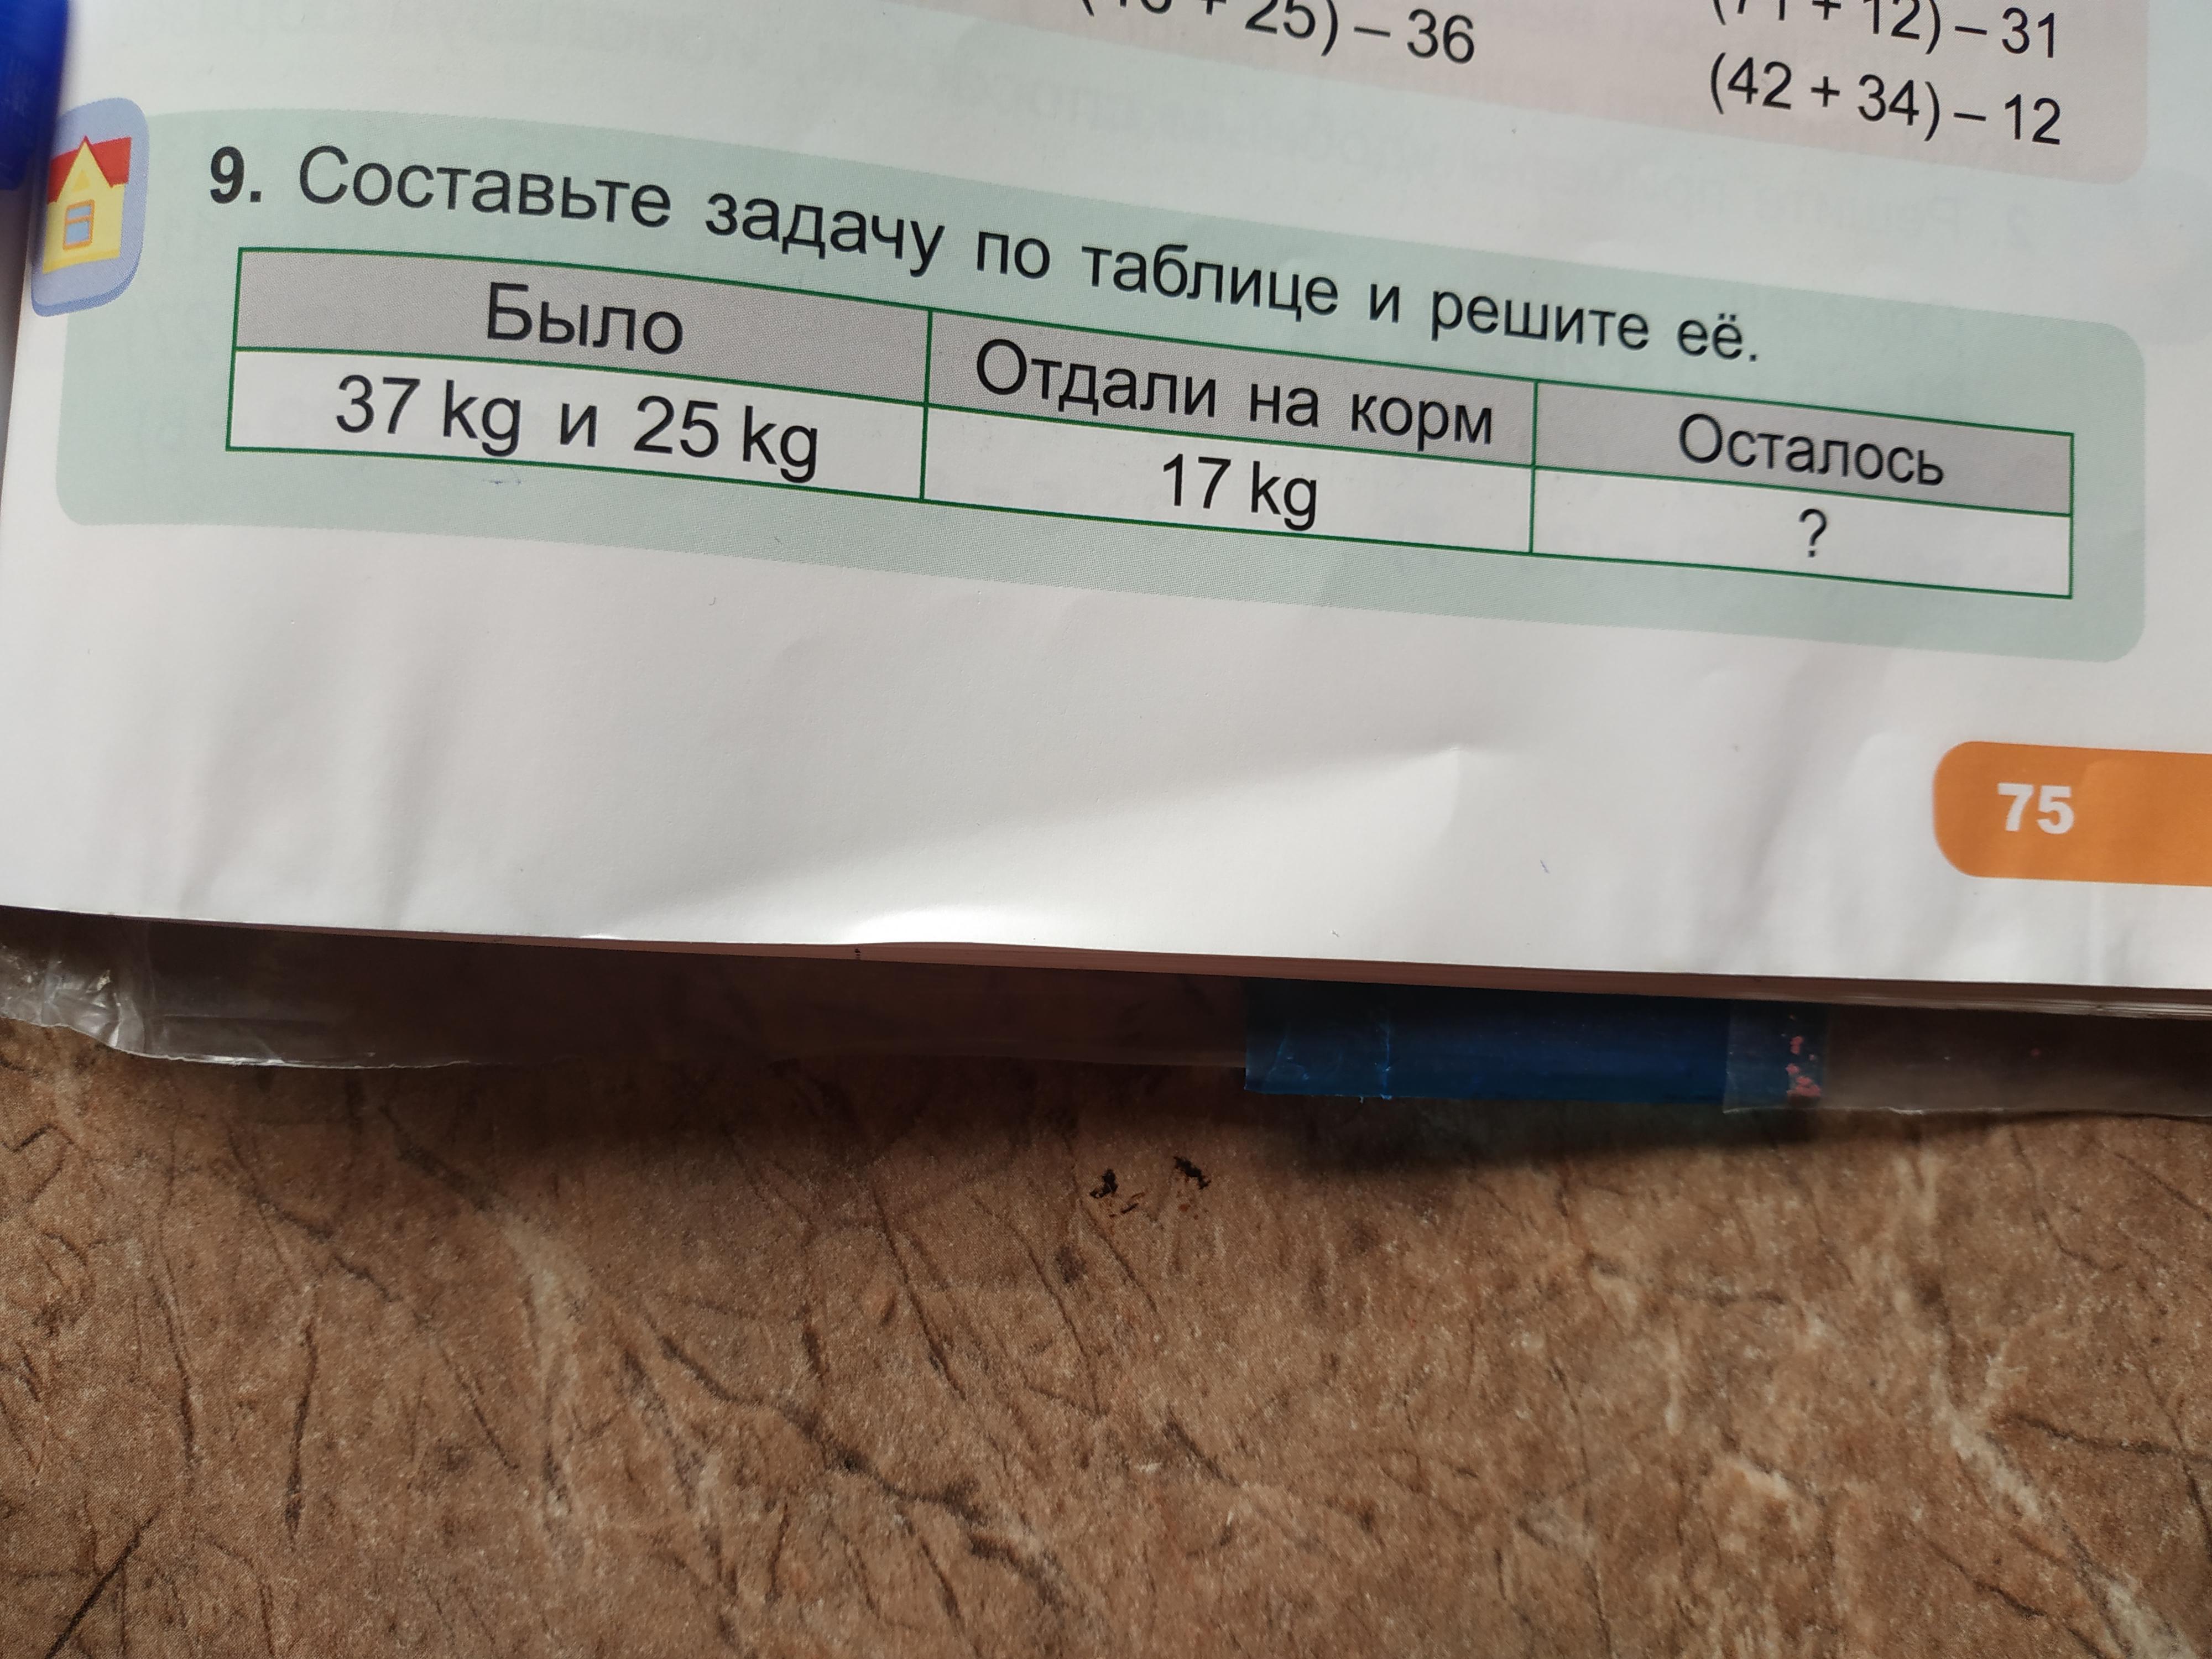 + 25) – 36
+ 12) – 31
(42 + 34) – 12
9. Составьте задачу по таблице и решите её.
Было Отдали на корм Осталось
37 kg и 25 kg 17 kg ?
75